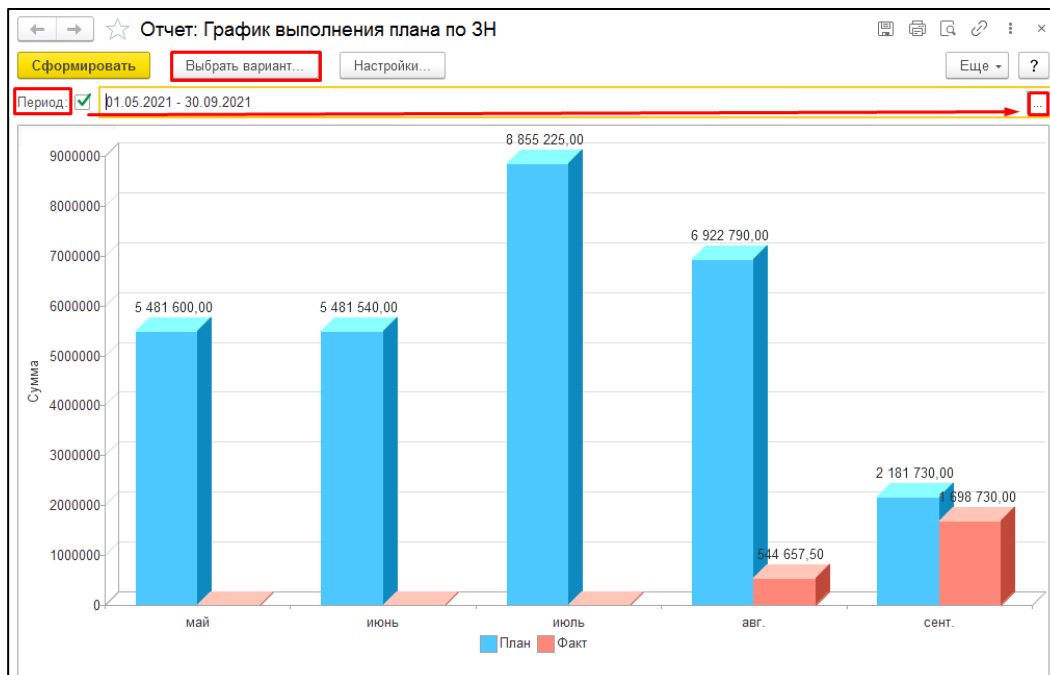 Отчет: График выполнения плана по ЗН
Сформировать Выбрать вариант... Настройки... Еще ?
Период: 01.05.2021 - 30.09.2021 ...
8 855 225,00
9000000
8000000
6 922 790,00
7000000
6000000
5 481 600,00 5 481 540,00
5000000
Сумма
4000000
3000000
2 181 730,00
2000000
1 698 730,00
1000000
544 657,50
0
май июнь июль авг. сент.
План Факт